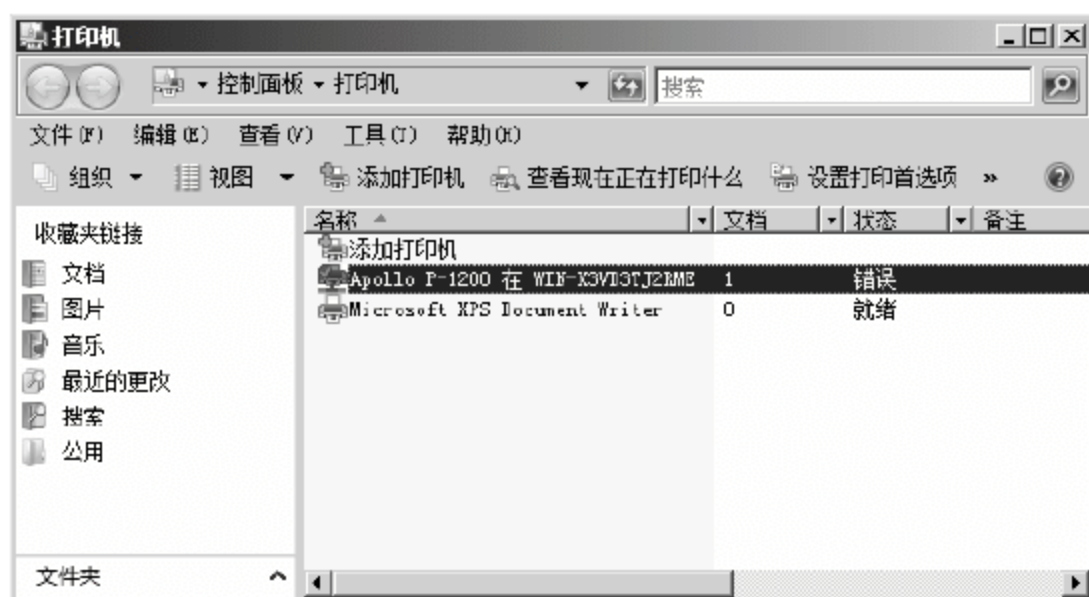 打印机
控制面板 打印机 搜索
文件(F) 编辑(E) 查看(V) 工具(T) 帮助(H)
组织 视图 添加打印机 查看现在正在打印什么 设置打印首选项 »
收藏夹链接
文档
图片
音乐
最近的更改
搜索
公用
文件夹
名称 文档 状态 备注
添加打印机
Apollo P-1200 在 1 错误
Microsoft XPS Document Writer 0 就绪